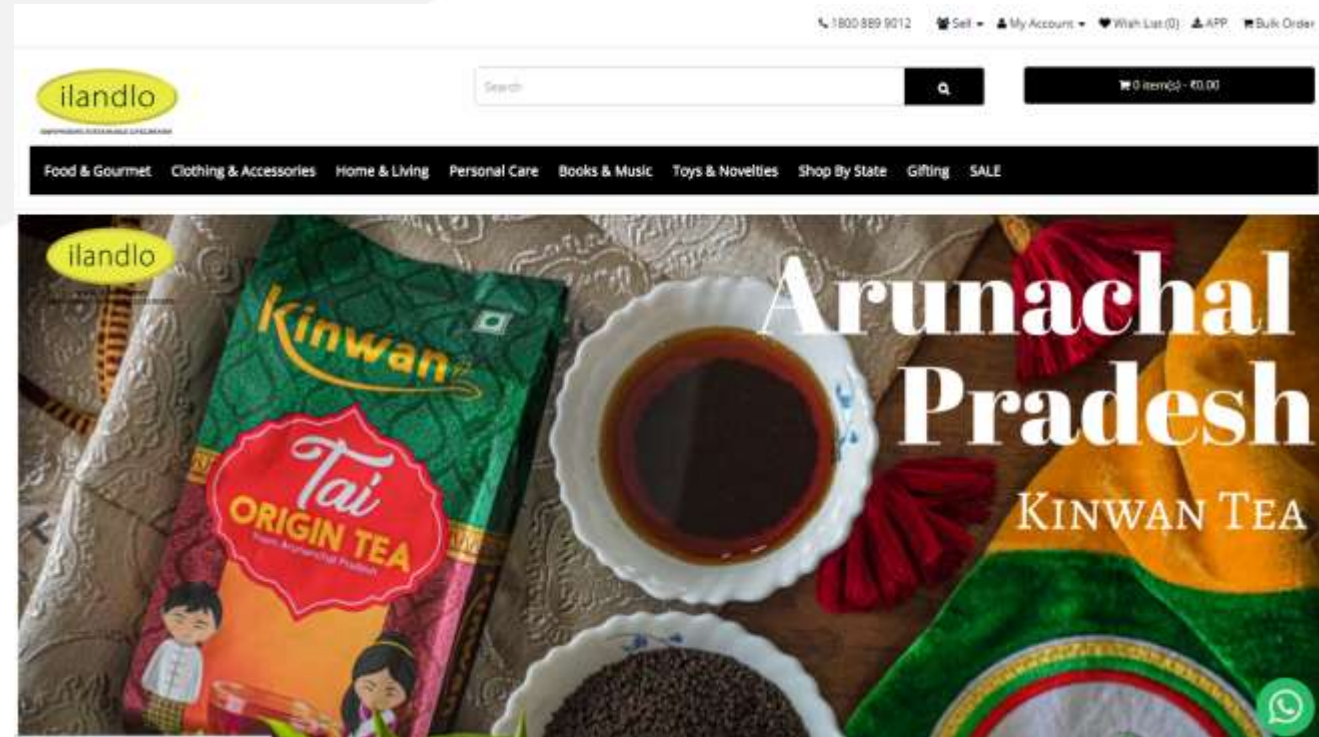 1800 889 9012 Sell My Account Wish List (0) APP Bulk Order
ilandlo
Search
0 item(s) - ₹0.00
Food & Gourmet Clothing & Accessories Home & Living Personal Care Books & Music Toys & Novelties Shop By State Gifting SALE
ilandlo
Kinwan
Tai
ORIGIN TEA
from Arunachal Pradesh
Arunachal
Pradesh
KINWAN TEA